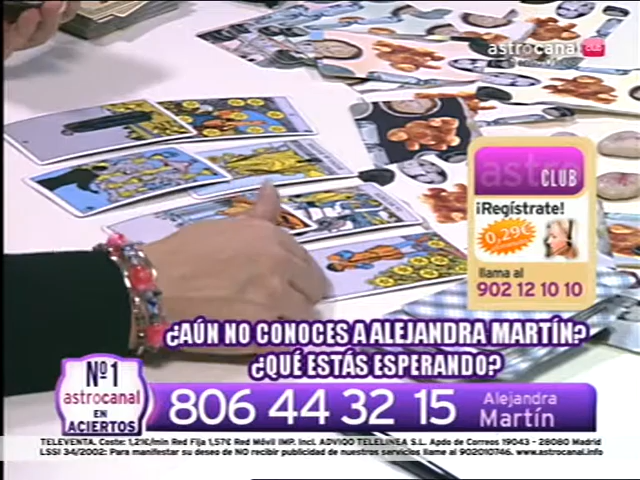 astrocanal club
astro
CLUB
¡Regístrate!
0,29€
llama al
902 12 10 10
¿AÚN NO CONOCES A ALEJANDRA MARTÍN?
¿QUÉ ESTÁS ESPERANDO?
Nº1
astrocanal
EN
ACIERTOS
806 44 32 15
Alejandra
Martín
TELEVENTA. Coste: 1,21€/min Red Fija 1,57€ Red Móvil IMP. Incl. ADVIQO TELELINEA S.L. Apdo de Correos 19043 - 28080 Madrid
LSSI 34/2002: Para manifestar su deseo de NO recibir publicidad de nuestros servicios llame al 902010746. www.astrocanal.info